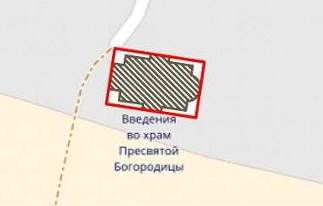 Введения
во храм
Пресвятой
Богородицы